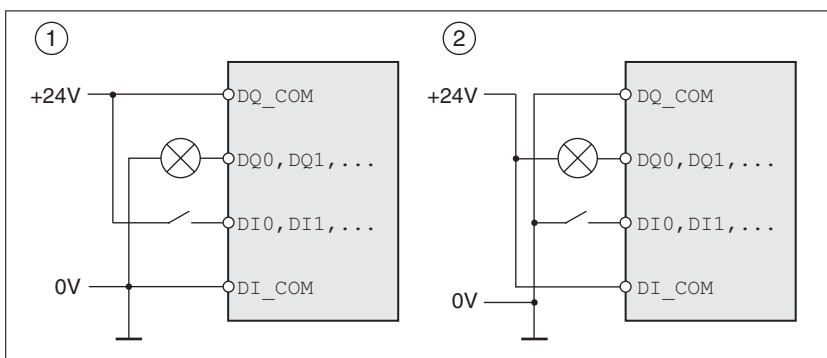 1
+24V
DQ_COM
DQ0,DQ1,...
DI0,DI1,...
0V
DI_COM
2
+24V
DQ_COM
DQ0,DQ1,...
DI0,DI1,...
DI_COM
0V